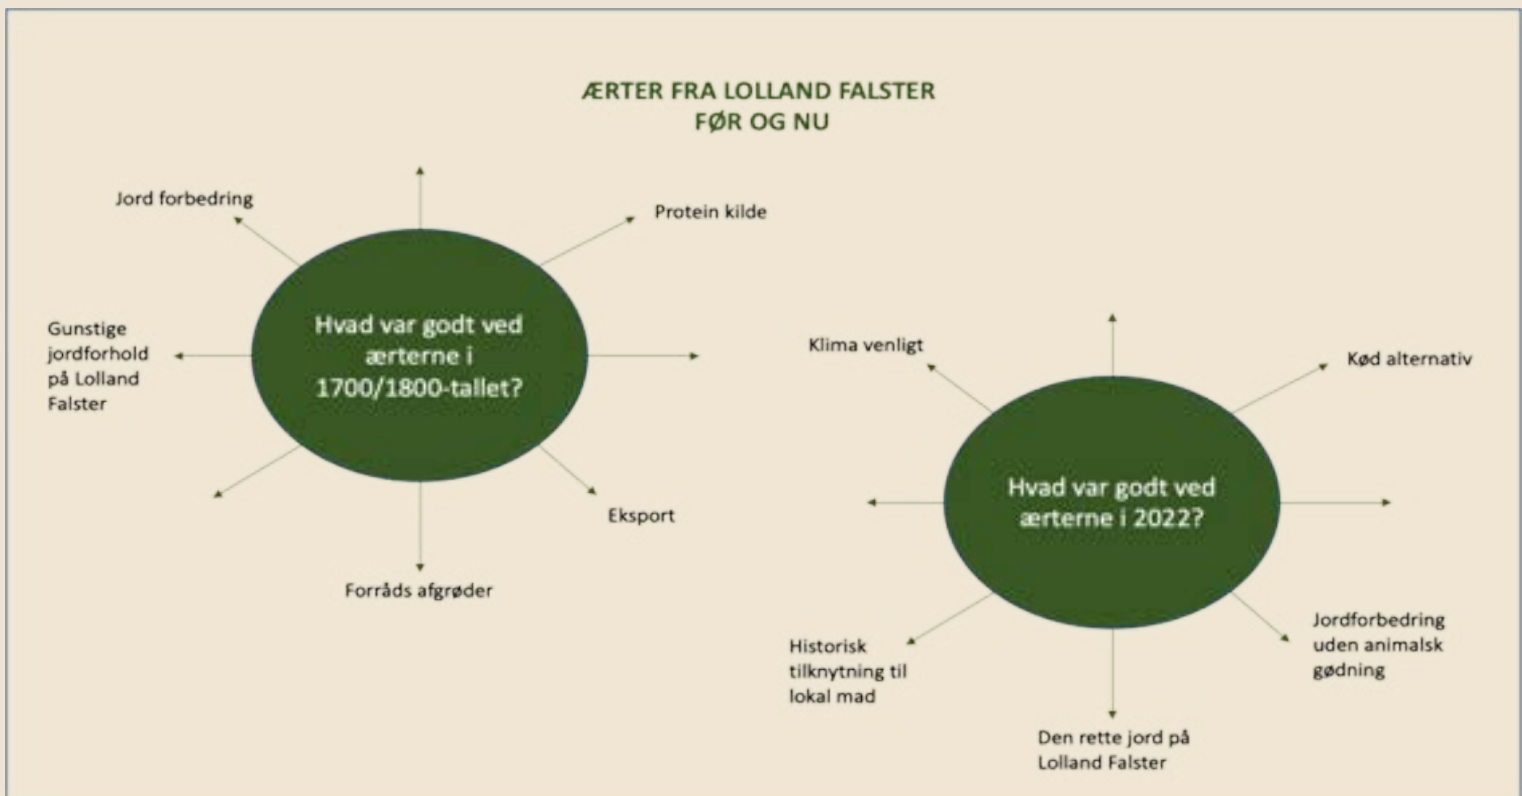 ÆRTER FRA LOLLAND FALSTER
FØR OG NU
Jord forbedring
Protein kilde
Gunstige
jordforhold
på Lolland
Falster
Hvad var godt ved
ærterne i
1700/1800-tallet?
Eksport
Forråds afgrøder
Klima venligt
Kød alternativ
Hvad var godt ved
ærterne i 2022?
Historisk
tilknytning til
lokal mad
Jordforbedring
uden animalsk
gødning
Den rette jord på
Lolland Falster